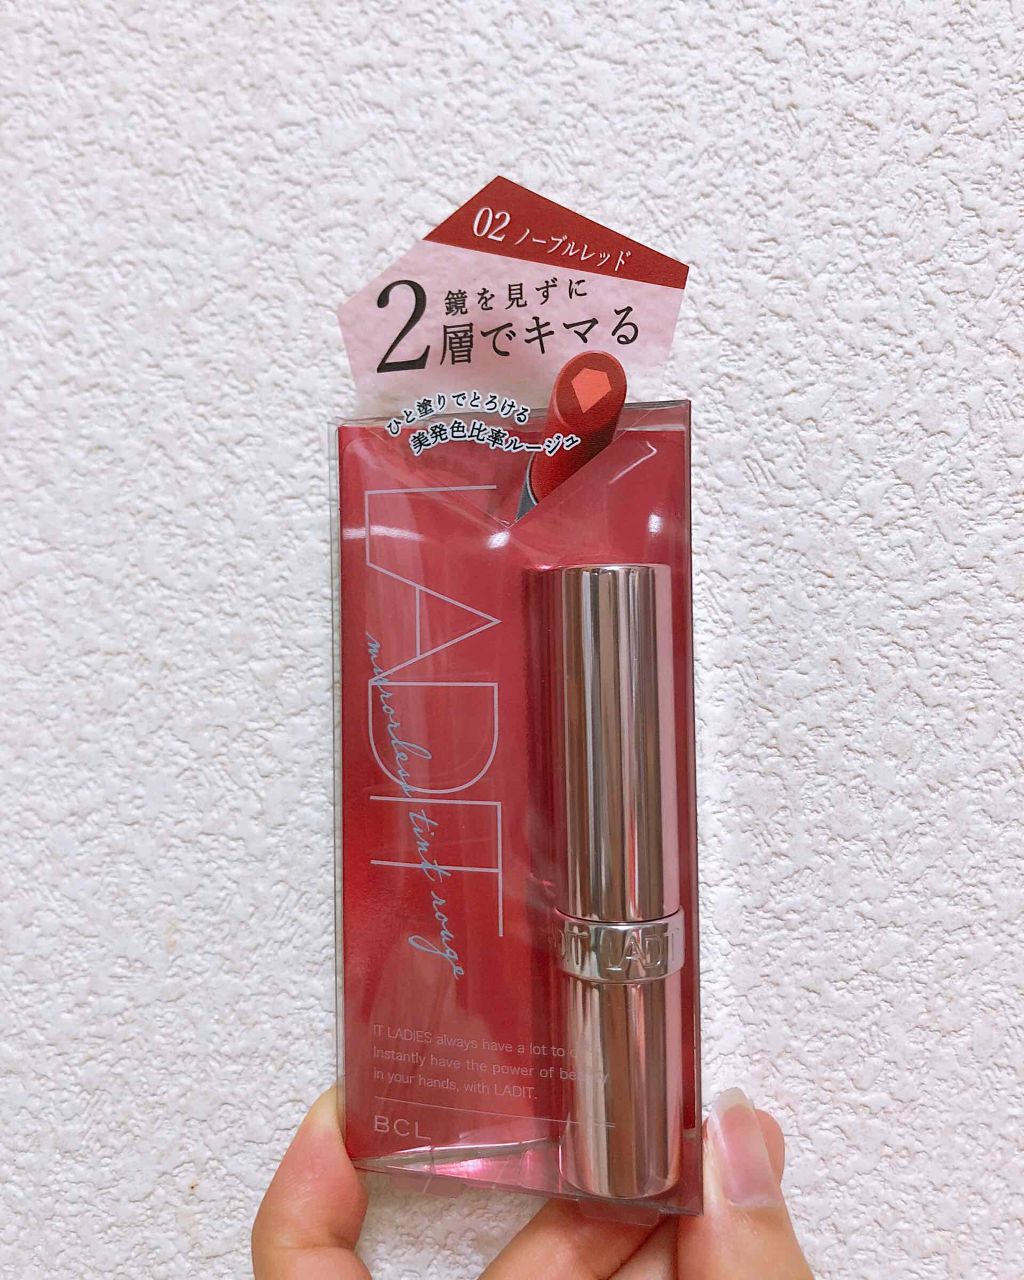 02 ノーブルレッド
鏡を見ずに
2層でキマる
ひと塗りでとろける
美発色比率ルージュ
LADIT
mirrorless tint rouge
LADIT
IT LADIES always have a lot to
Instantly have the power of beauty
in your hands, with LADIT.
BCL